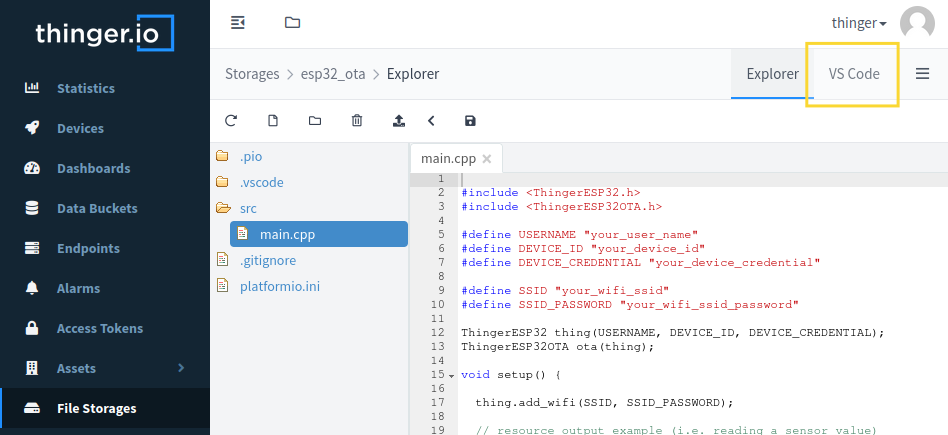 thinger.io
thinger
Statistics
Devices
Dashboards
Data Buckets
Endpoints
Alarms
Access Tokens
Assets
File Storages
Storages > esp32_ota > Explorer
Explorer
VS Code
.pio
.vscode
src
main.cpp
.gitignore
platformio.ini
main.cpp ×
1
2 #include <ThingerESP32.h>
3 #include <ThingerESP32OTA.h>
4
5 #define USERNAME "your_user_name"
6 #define DEVICE_ID "your_device_id"
7 #define DEVICE_CREDENTIAL "your_device_credential"
8
9 #define SSID "your_wifi_ssid"
10 #define SSID_PASSWORD "your_wifi_ssid_password"
11
12 ThingerESP32 thing(USERNAME, DEVICE_ID, DEVICE_CREDENTIAL);
13 ThingerESP32OTA ota(thing);
14
15 void setup() {
16
17 thing.add_wifi(SSID, SSID_PASSWORD);
18
19 // resource output example (i.e. reading a sensor value)